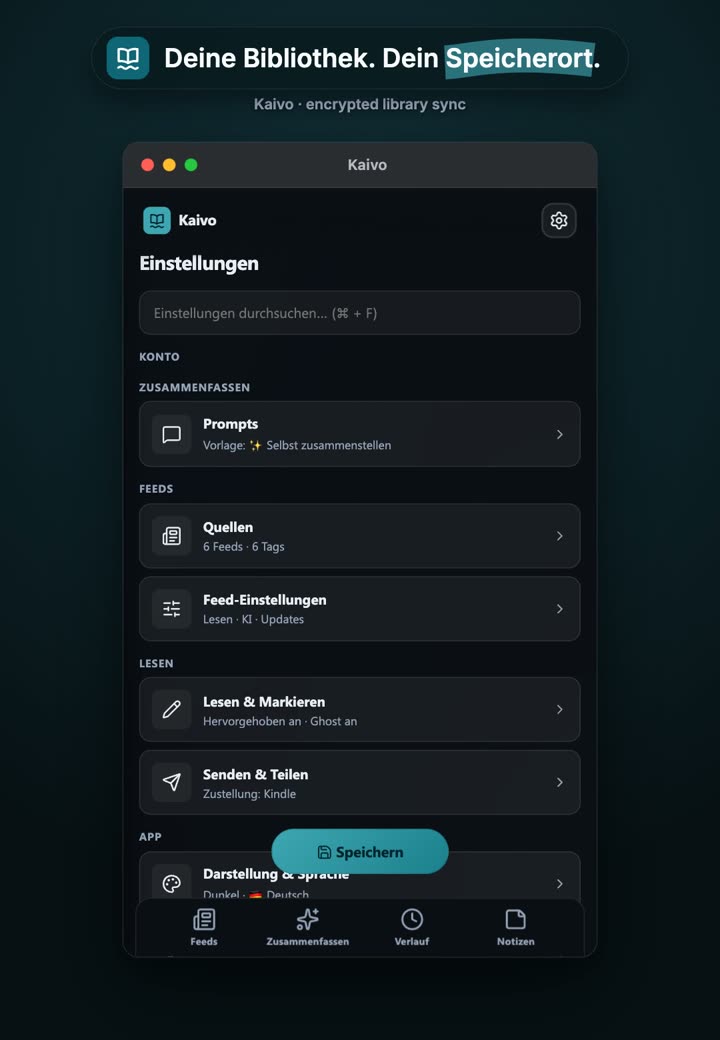 Deine Bibliothek. Dein Speicherort.
Kaivo · encrypted library sync
Kaivo
Kaivo
Einstellungen
Einstellungen durchsuchen... (⌘ + F)
KONTO
ZUSAMMENFASSEN
Prompts
Vorlage: ✨ Selbst zusammenstellen
FEEDS
Quellen
6 Feeds · 6 Tags
Feed-Einstellungen
Lesen · KI · Updates
LESEN
Lesen & Markieren
Hervorgehoben an · Ghost an
Senden & Teilen
Zustellung: Kindle
APP
Speichern
Darstellung & Sprache
Dunkel · 🇩🇪 Deutsch
Feeds Zusammenfassen Verlauf Notizen